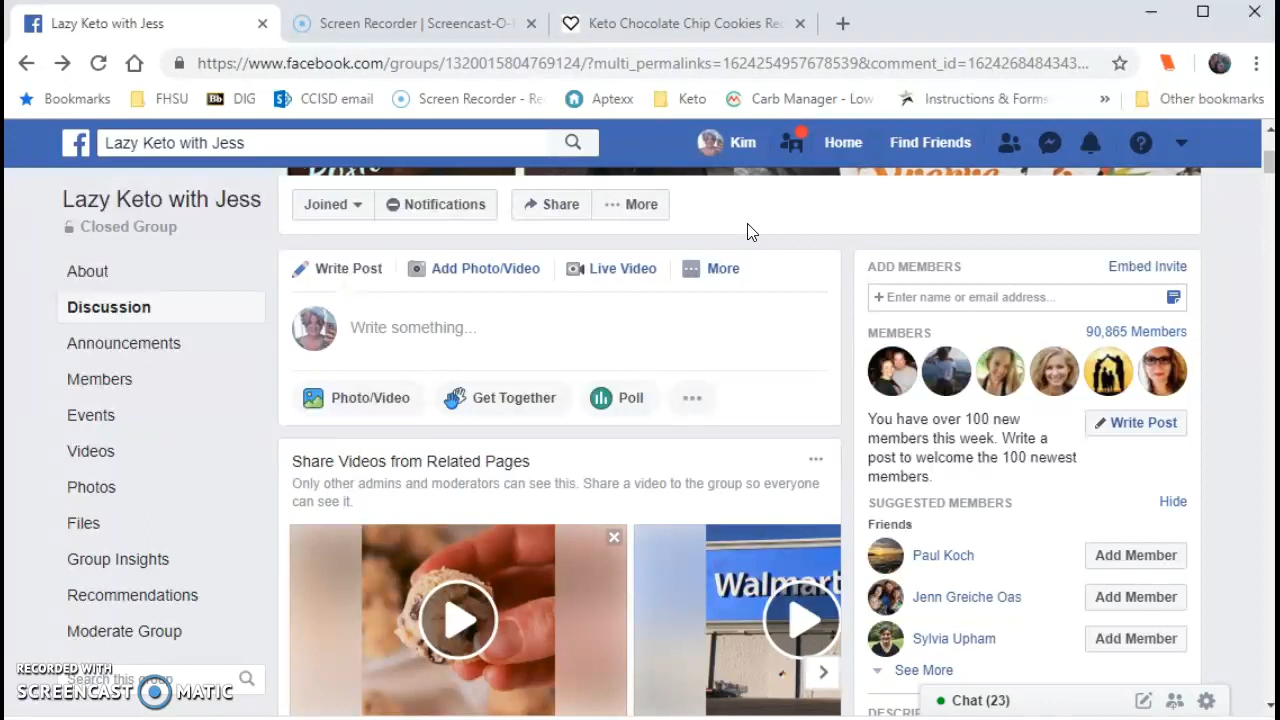 Lazy Keto with Jess
Screen Recorder | Screencast-O-
Keto Chocolate Chip Cookies Rec
https://www.facebook.com/groups/1320015804769124/?multi_permalinks=1624254957678539&comment_id=1624268484343...
Bookmarks FHSU Bb DIG CCISD email Screen Recorder - Re Aptexx Keto Carb Manager - Low Instructions & Forms » Other bookmarks
Lazy Keto with Jess Kim Home Find Friends
Lazy Keto with Jess
Closed Group
About
Discussion
Announcements
Members
Events
Videos
Photos
Files
Group Insights
Recommendations
Moderate Group
Search this group
RECORDED WITH
SCREENCAST MATIC
Joined Notifications Share More
Write Post Add Photo/Video Live Video More
Write something...
Photo/Video Get Together Poll
Share Videos from Related Pages
Only other admins and moderators can see this. Share a video to the group so everyone
can see it.
Walmart
ADD MEMBERS Embed Invite
+ Enter name or email address...
MEMBERS 90,865 Members
You have over 100 new
members this week. Write a
post to welcome the 100 newest
members.
Write Post
SUGGESTED MEMBERS Hide
Friends
Paul Koch Add Member
Jenn Greiche Oas Add Member
Sylvia Upham Add Member
See More
Chat (23)